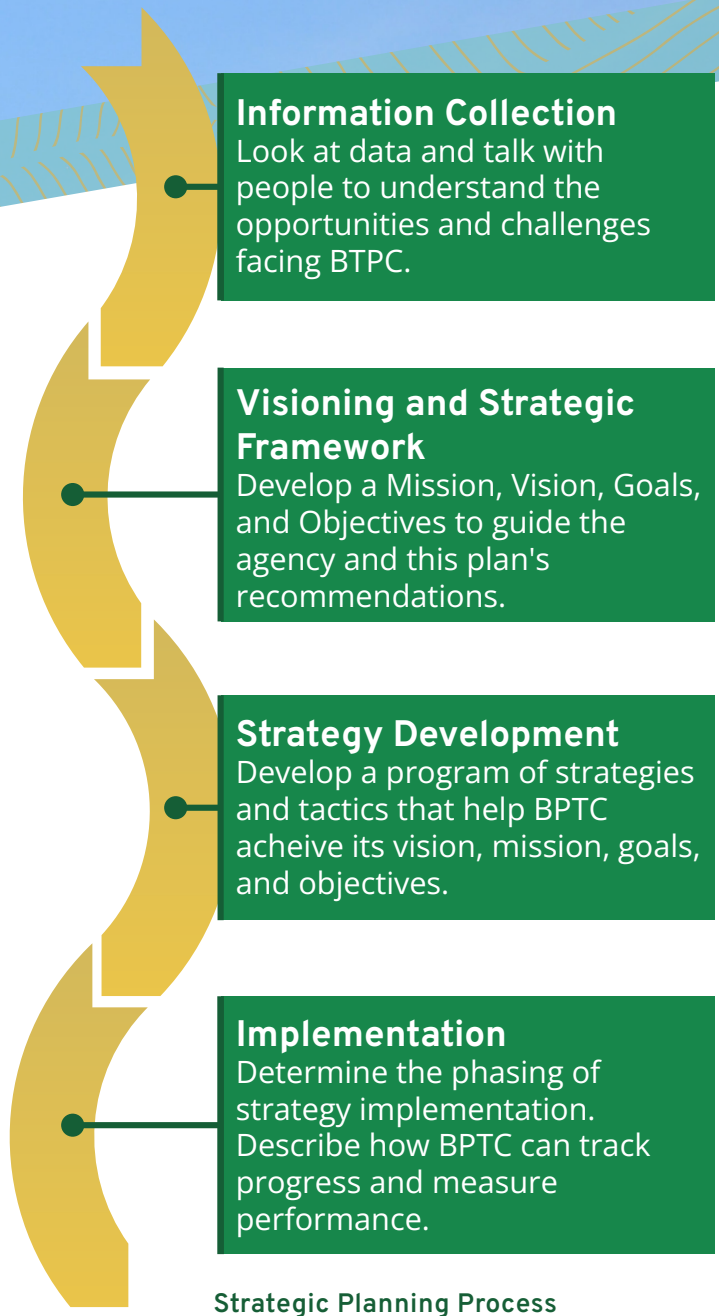 Information Collection
Look at data and talk with
people to understand the
opportunities and challenges
facing BTPC.
Visioning and Strategic
Framework
Develop a Mission, Vision, Goals,
and Objectives to guide the
agency and this plan's
recommendations.
Strategy Development
Develop a program of strategies
and tactics that help BPTC
acheive its vision, mission, goals,
and objectives.
Implementation
Determine the phasing of
strategy implementation.
Describe how BPTC can track
progress and measure
performance.
Strategic Planning Process